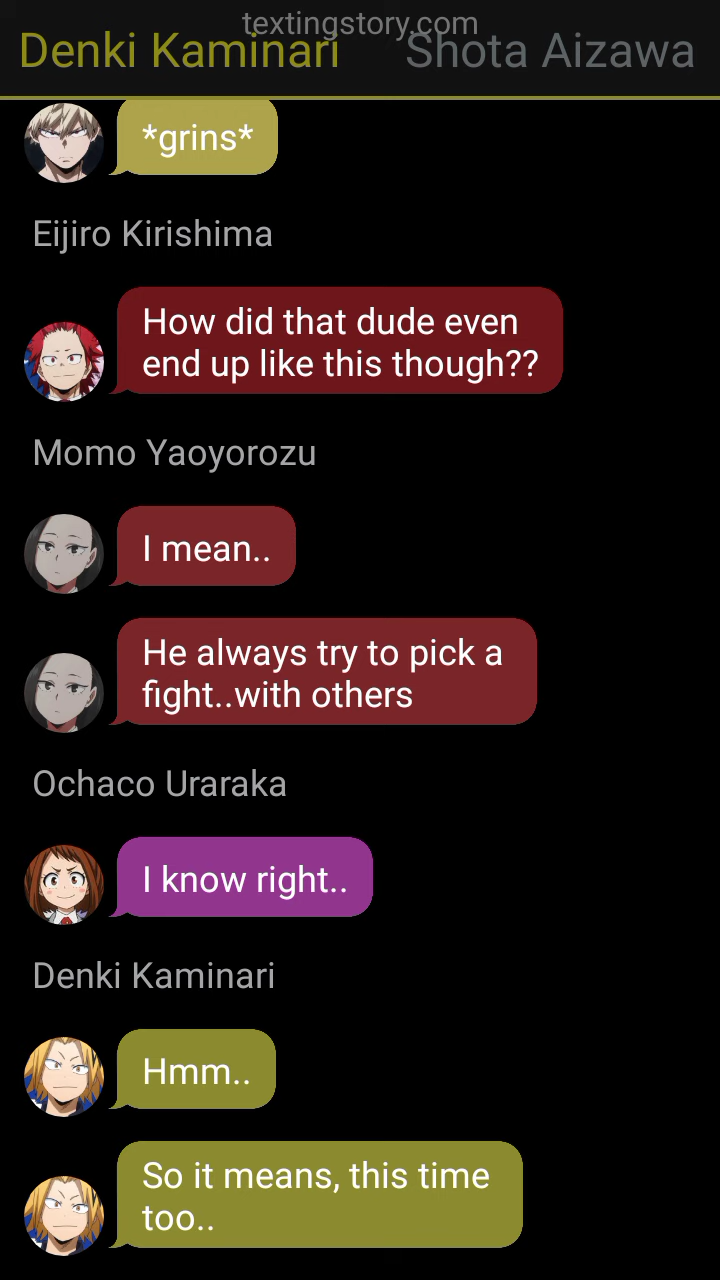 textingstory.com
Denki Kaminari Shota Aizawa
*grins*
Eijiro Kirishima
How did that dude even
end up like this though??
Momo Yaoyorozu
I mean..
He always try to pick a
fight..with others
Ochaco Uraraka
I know right..
Denki Kaminari
Hmm..
So it means, this time
too..